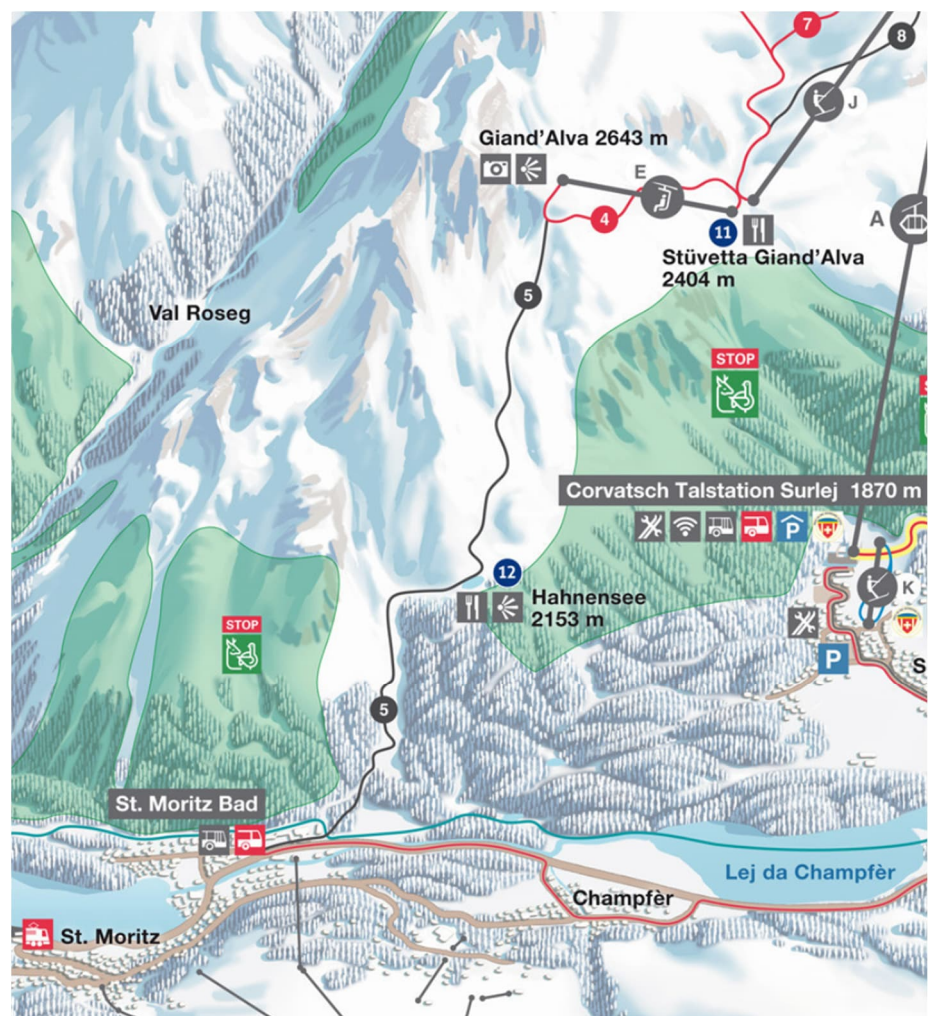 7
8
J
Giand'Alva 2643 m
E
4
A
11
Stüvetta Giand'Alva
2404 m
5
Val Roseg
STOP
Corvatsch Talstation Surlej 1870 m
P
12
Hahnensee
2153 m
K
P
STOP
5
St. Moritz Bad
Lej da Champfèr
Champfèr
St. Moritz